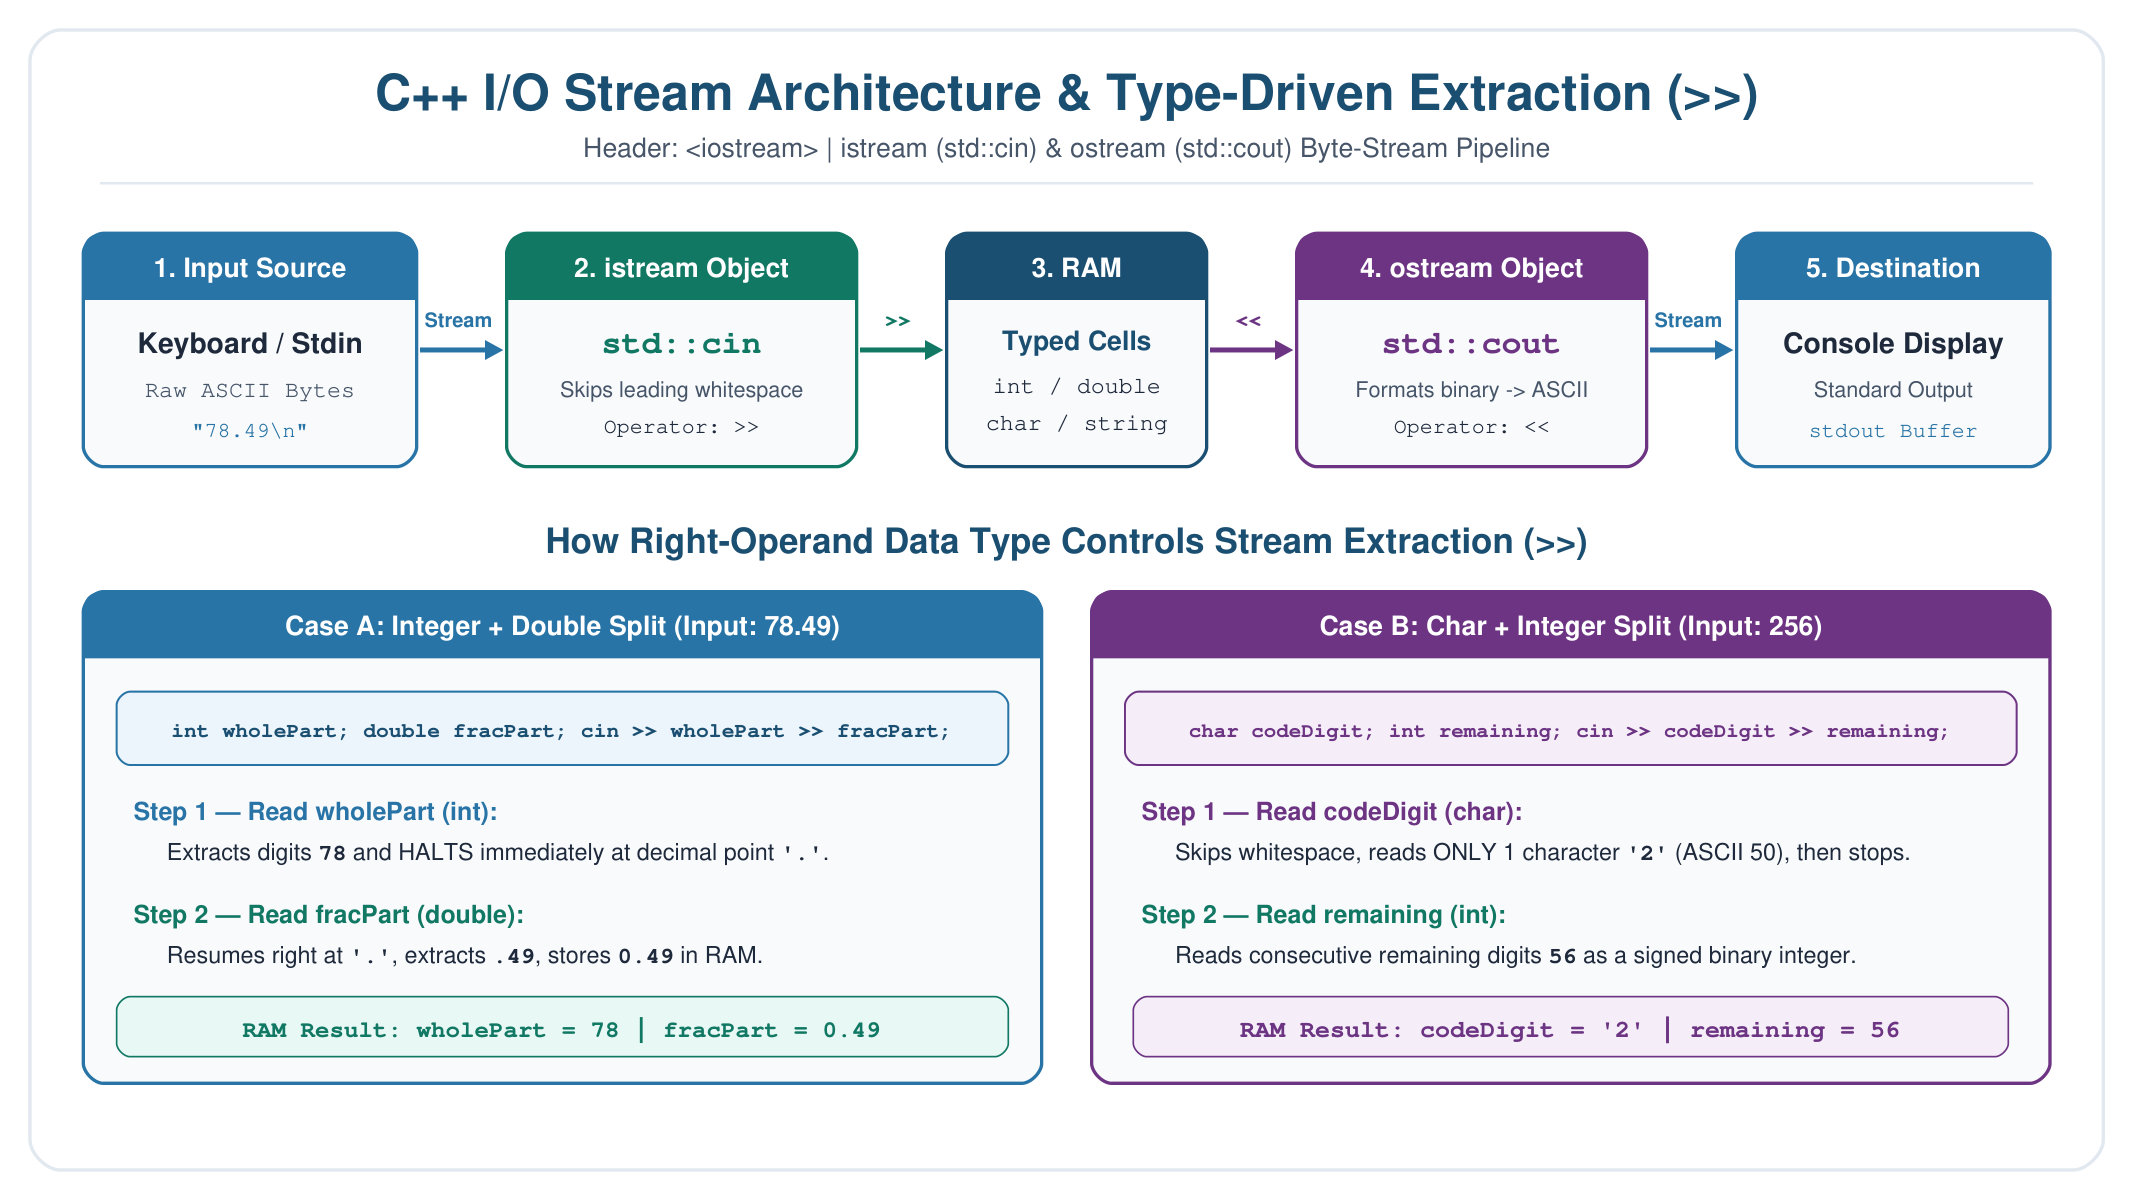 C++ I/O Stream Architecture & Type-Driven Extraction (>>)
Header: <iostream> | istream (std::cin) & ostream (std::cout) Byte-Stream Pipeline
1. Input Source
Keyboard / Stdin
Raw ASCII Bytes
"78.49\n"
Stream
2. istream Object
std::cin
Skips leading whitespace
Operator: >>
>>
3. RAM
Typed Cells
int / double
char / string
<<
4. ostream Object
std::cout
Formats binary -> ASCII
Operator: <<
Stream
5. Destination
Console Display
Standard Output
stdout Buffer
How Right-Operand Data Type Controls Stream Extraction (>>)
Case A: Integer + Double Split (Input: 78.49)
int wholePart; double fracPart; cin >> wholePart >> fracPart;
Step 1 — Read wholePart (int):
Extracts digits 78 and HALTS immediately at decimal point '.'.
Step 2 — Read fracPart (double):
Resumes right at '.', extracts .49, stores 0.49 in RAM.
RAM Result: wholePart = 78 | fracPart = 0.49
Case B: Char + Integer Split (Input: 256)
char codeDigit; int remaining; cin >> codeDigit >> remaining;
Step 1 — Read codeDigit (char):
Skips whitespace, reads ONLY 1 character '2' (ASCII 50), then stops.
Step 2 — Read remaining (int):
Reads consecutive remaining digits 56 as a signed binary integer.
RAM Result: codeDigit = '2' | remaining = 56